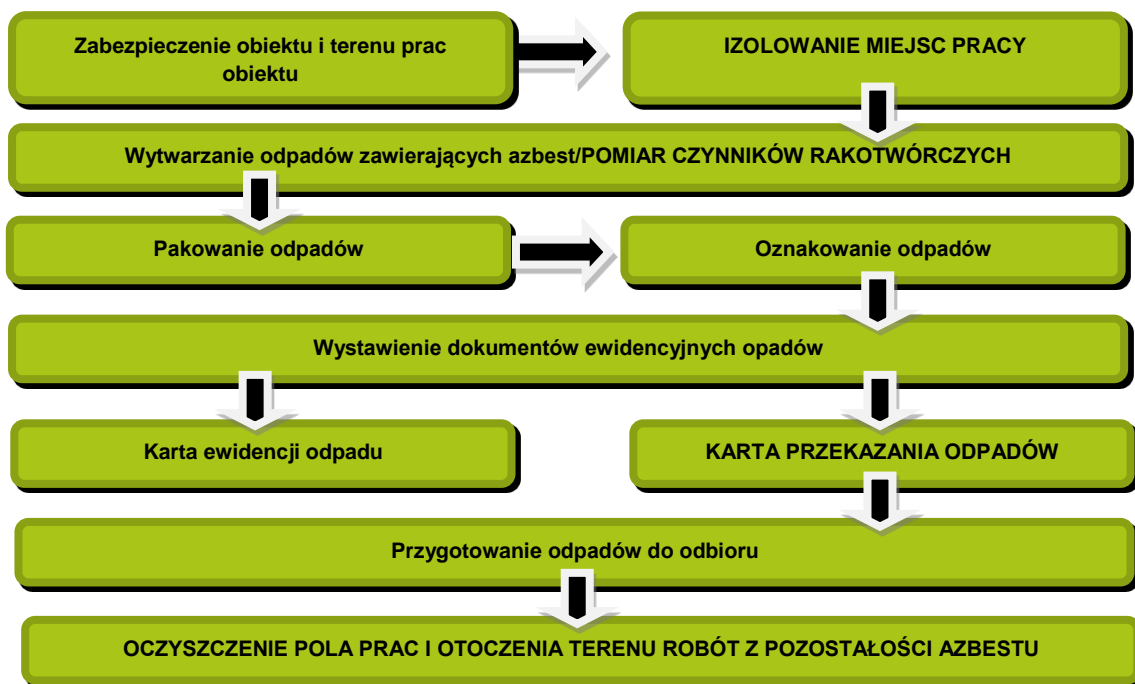 Zabezpieczenie obiektu i terenu prac
obiektu
IZOLOWANIE MIEJSC PRACY
Wytwarzanie odpadów zawierających azbest/POMIAR CZYNNIKÓW RAKOTWÓRCZYCH
Pakowanie odpadów
Oznakowanie odpadów
Wystawienie dokumentów ewidencyjnych opadów
Karta ewidencji odpadu
KARTA PRZEKAZANIA ODPADÓW
Przygotowanie odpadów do odbioru
OCZYSZCZENIE POLA PRAC I OTOCZENIA TERENU ROBÓT Z POZOSTAŁOŚCI AZBESTU